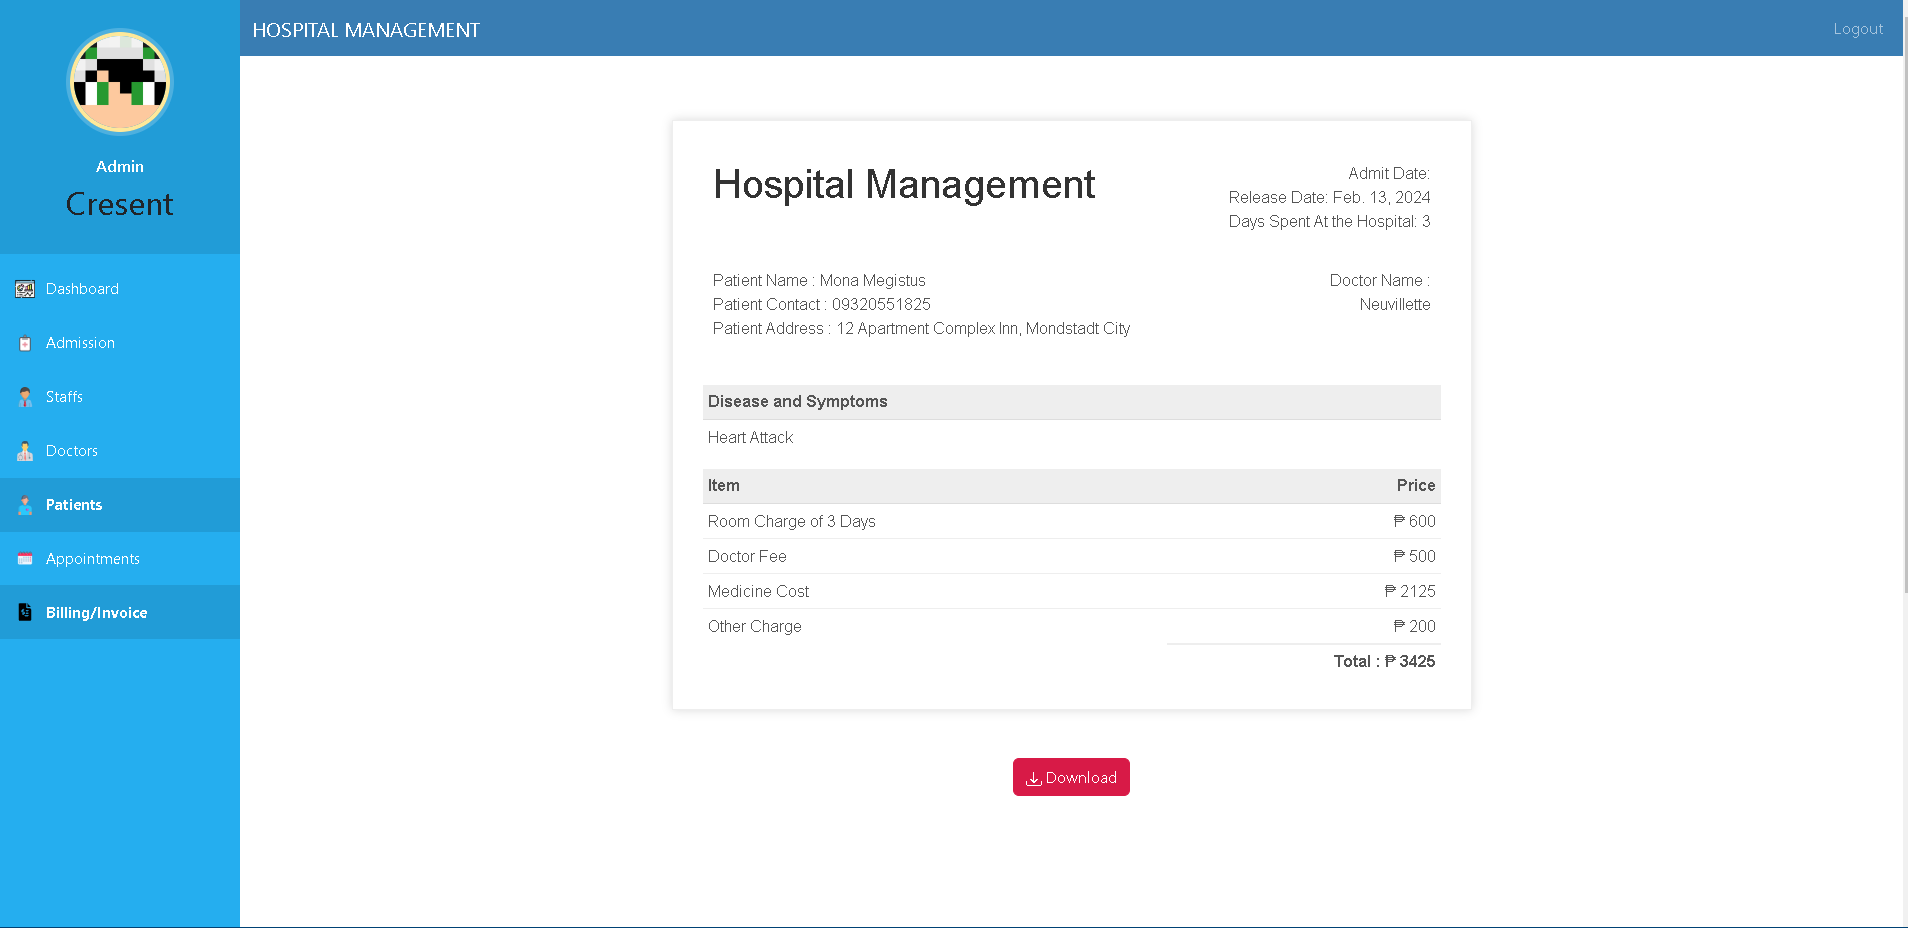 HOSPITAL MANAGEMENT
Logout
Admin
Cresent
Dashboard
Admission
Staffs
Doctors
Patients
Appointments
Billing/Invoice
Hospital Management
Admit Date:
Release Date: Feb. 13, 2024
Days Spent At the Hospital: 3
Patient Name : Mona Megistus
Patient Contact : 09320551825
Patient Address : 12 Apartment Complex Inn, Mondstadt City
Doctor Name :
Neuvillette
Disease and Symptoms
Heart Attack
Item Price
Room Charge of 3 Days ₱ 600
Doctor Fee ₱ 500
Medicine Cost ₱ 2125
Other Charge ₱ 200
Total : ₱ 3425
Download